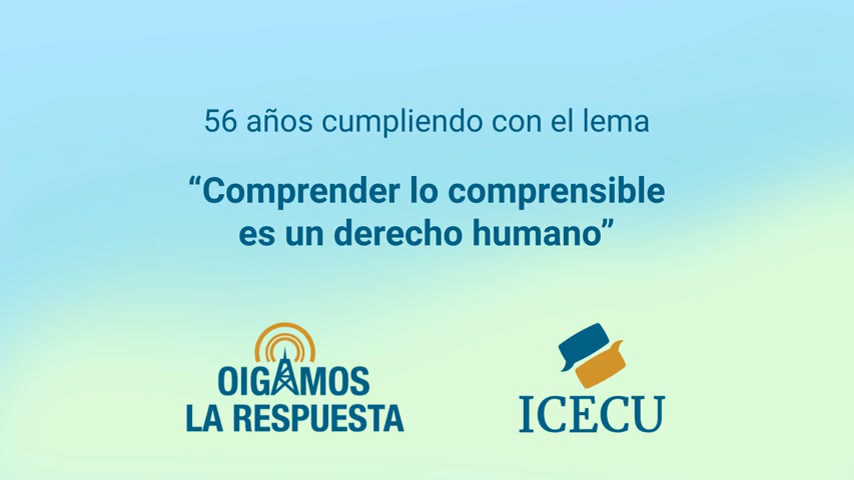 56 años cumpliendo con el lema
“Comprender lo comprensible
es un derecho humano”
OIGAMOS
LA RESPUESTA
ICECU